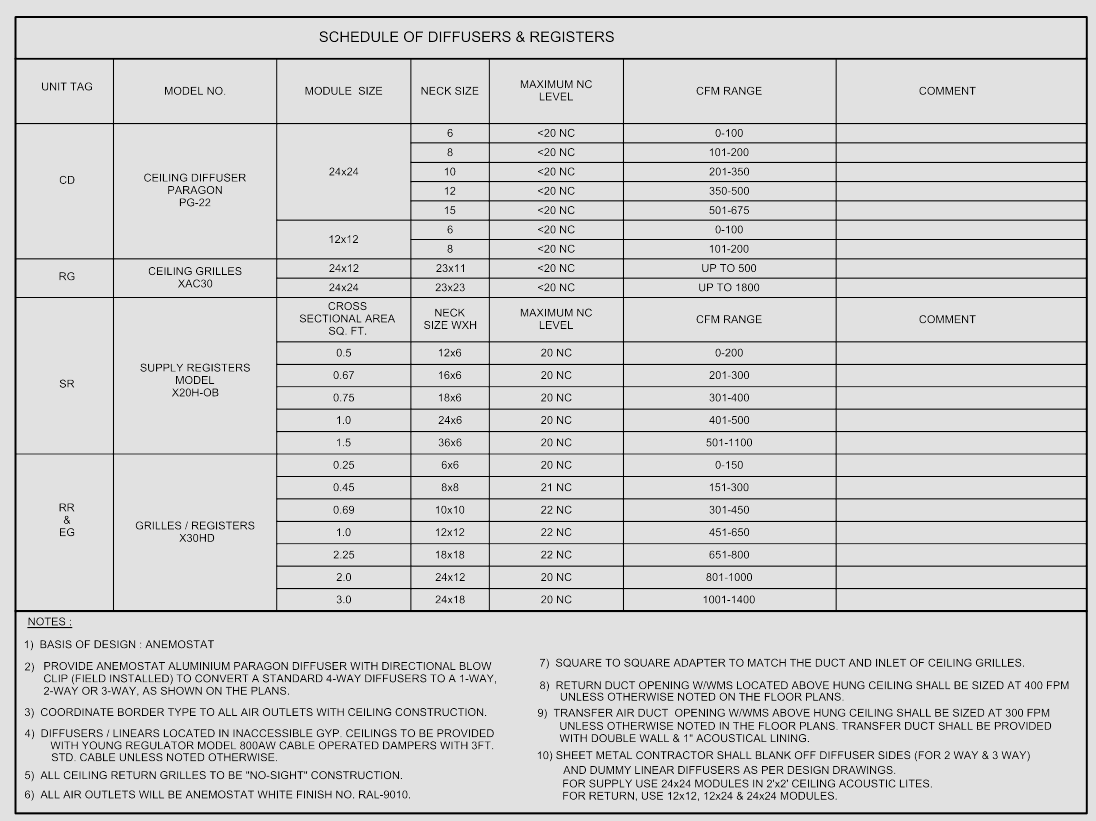 SCHEDULE OF DIFFUSERS & REGISTERS
UNIT TAG MODEL NO. MODULE SIZE NECK SIZE MAXIMUM NC LEVEL CFM RANGE COMMENT
CD
CEILING DIFFUSER
PARAGON
PG-22
24x24
6 <20 NC 0-100
8 <20 NC 101-200
10 <20 NC 201-350
12 <20 NC 350-500
15 <20 NC 501-675
12x12
6 <20 NC 0-100
8 <20 NC 101-200
RG
CEILING GRILLES
XAC30
24x12 23x11 <20 NC UP TO 500
24x24 23x23 <20 NC UP TO 1800
SR
SUPPLY REGISTERS
MODEL
X20H-OB
CROSS SECTIONAL AREA SQ. FT. NECK SIZE WXH MAXIMUM NC LEVEL CFM RANGE COMMENT
0.5 12x6 20 NC 0-200
0.67 16x6 20 NC 201-300
0.75 18x6 20 NC 301-400
1.0 24x6 20 NC 401-500
1.5 36x6 20 NC 501-1100
RR
&
EG
GRILLES / REGISTERS
X30HD
0.25 6x6 20 NC 0-150
0.45 8x8 21 NC 151-300
0.69 10x10 22 NC 301-450
1.0 12x12 22 NC 451-650
2.25 18x18 22 NC 651-800
2.0 24x12 20 NC 801-1000
3.0 24x18 20 NC 1001-1400
NOTES :
1) BASIS OF DESIGN : ANEMOSTAT
2) PROVIDE ANEMOSTAT ALUMINIUM PARAGON DIFFUSER WITH DIRECTIONAL BLOW
CLIP (FIELD INSTALLED) TO CONVERT A STANDARD 4-WAY DIFFUSERS TO A 1-WAY,
2-WAY OR 3-WAY, AS SHOWN ON THE PLANS.
3) COORDINATE BORDER TYPE TO ALL AIR OUTLETS WITH CEILING CONSTRUCTION.
4) DIFFUSERS / LINEARS LOCATED IN INACCESSIBLE GYP. CEILINGS TO BE PROVIDED
WITH YOUNG REGULATOR MODEL 800AW CABLE OPERATED DAMPERS WITH 3FT.
STD. CABLE UNLESS NOTED OTHERWISE.
5) ALL CEILING RETURN GRILLES TO BE "NO-SIGHT" CONSTRUCTION.
6) ALL AIR OUTLETS WILL BE ANEMOSTAT WHITE FINISH NO. RAL-9010.
7) SQUARE TO SQUARE ADAPTER TO MATCH THE DUCT AND INLET OF CEILING GRILLES.
8) RETURN DUCT OPENING W/WMS LOCATED ABOVE HUNG CEILING SHALL BE SIZED AT 400 FPM
UNLESS OTHERWISE NOTED ON THE FLOOR PLANS.
9) TRANSFER AIR DUCT OPENING W/WMS ABOVE HUNG CEILING SHALL BE SIZED AT 300 FPM
UNLESS OTHERWISE NOTED IN THE FLOOR PLANS. TRANSFER DUCT SHALL BE PROVIDED
WITH DOUBLE WALL & 1" ACOUSTICAL LINING.
10) SHEET METAL CONTRACTOR SHALL BLANK OFF DIFFUSER SIDES (FOR 2 WAY & 3 WAY)
AND DUMMY LINEAR DIFFUSERS AS PER DESIGN DRAWINGS.
FOR SUPPLY USE 24x24 MODULES IN 2'x2' CEILING ACOUSTIC LITES.
FOR RETURN, USE 12x12, 12x24 & 24x24 MODULES.